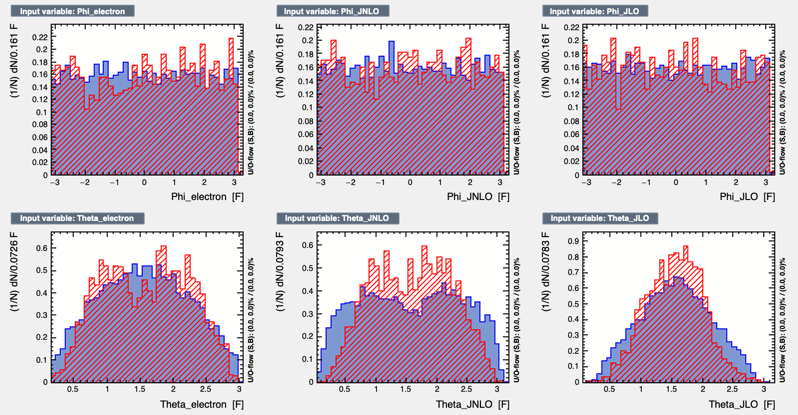 Input variable: Phi_electron
(1/N) dN/0.161 F
0.22
0.2
0.18
0.16
0.14
0.12
0.1
0.08
0.06
0.04
0.02
0
−3 −2 −1 0 1 2 3
Phi_electron [F]
U/O-flow (S,B): (0.0, 0.0)% / (0.0, 0.0)%
Input variable: Phi_JNLO
(1/N) dN/0.161 F
0.22
0.2
0.18
0.16
0.14
0.12
0.1
0.08
0.06
0.04
0.02
0
−3 −2 −1 0 1 2 3
Phi_JNLO [F]
U/O-flow (S,B): (0.0, 0.0)% / (0.0, 0.0)%
Input variable: Phi_JLO
(1/N) dN/0.161 F
0.2
0.18
0.16
0.14
0.12
0.1
0.08
0.06
0.04
0.02
0
−3 −2 −1 0 1 2 3
Phi_JLO [F]
U/O-flow (S,B): (0.0, 0.0)% / (0.0, 0.0)%
Input variable: Theta_electron
(1/N) dN/0.0726 F
0.6
0.5
0.4
0.3
0.2
0.1
0
0.5 1 1.5 2 2.5 3
Theta_electron [F]
U/O-flow (S,B): (0.0, 0.0)% / (0.0, 0.0)%
Input variable: Theta_JNLO
(1/N) dN/0.0793 F
0.6
0.5
0.4
0.3
0.2
0.1
0
0.5 1 1.5 2 2.5 3
Theta_JNLO [F]
U/O-flow (S,B): (0.0, 0.0)% / (0.0, 0.0)%
Input variable: Theta_JLO
(1/N) dN/0.0783 F
0.9
0.8
0.7
0.6
0.5
0.4
0.3
0.2
0.1
0
0.5 1 1.5 2 2.5 3
Theta_JLO [F]
U/O-flow (S,B): (0.0, 0.0)% / (0.0, 0.0)%